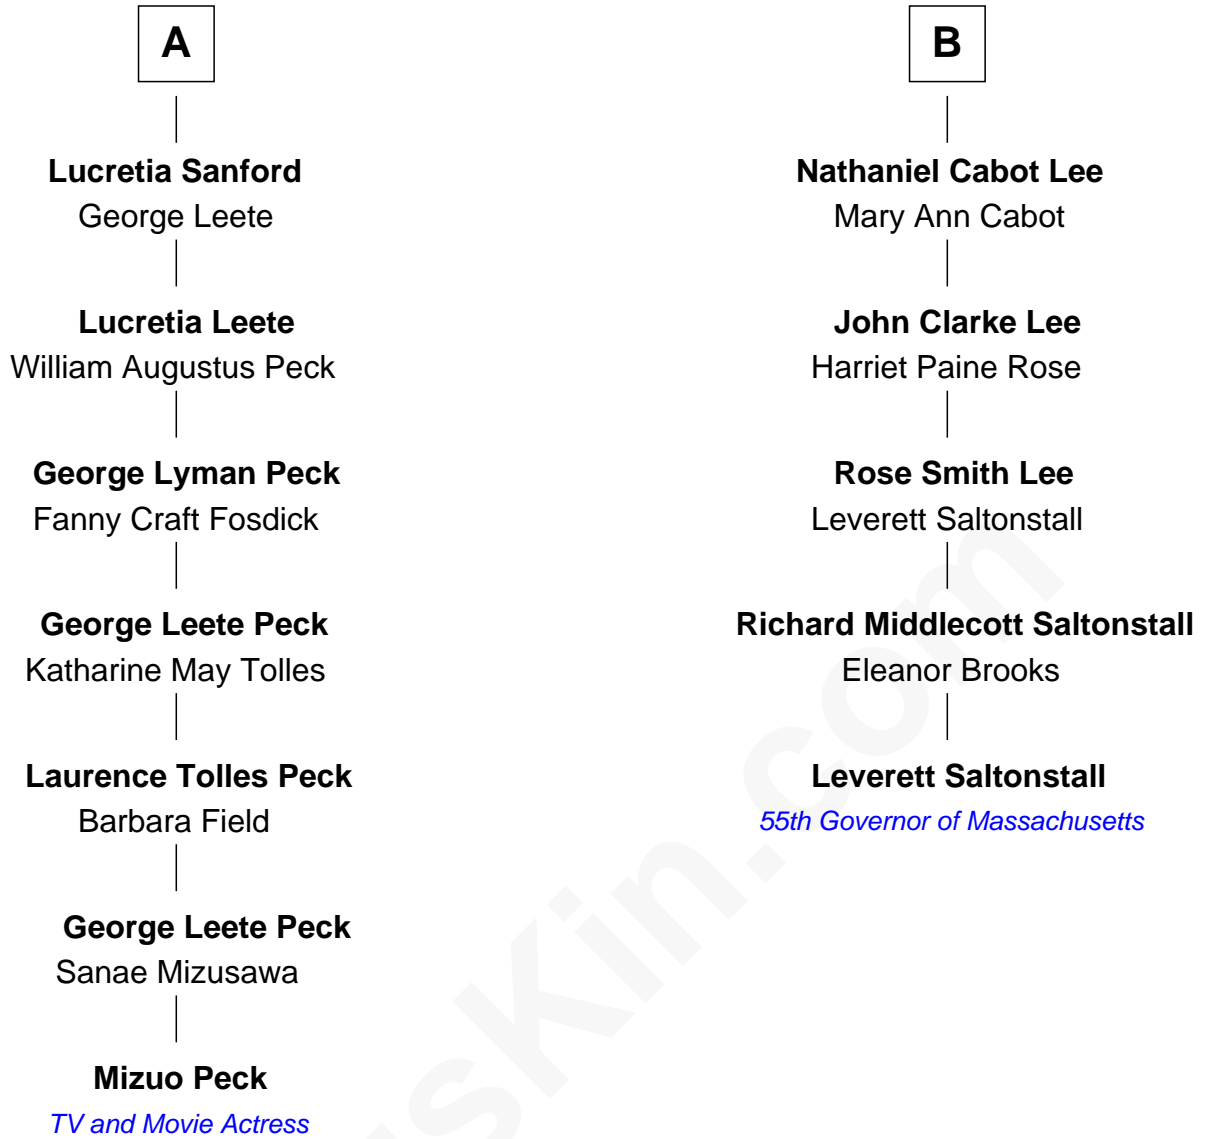 A
Lucretia Sanford
George Leete
Lucretia Leete
William Augustus Peck
George Lyman Peck
Fanny Craft Fosdick
George Leete Peck
Katharine May Tolles
Laurence Tolles Peck
Barbara Field
George Leete Peck
Sanae Mizusawa
Mizuo Peck
TV and Movie Actress
B
Nathaniel Cabot Lee
Mary Ann Cabot
John Clarke Lee
Harriet Paine Rose
Rose Smith Lee
Leverett Saltonstall
Richard Middlecott Saltonstall
Eleanor Brooks
Leverett Saltonstall
55th Governor of Massachusetts
usKin.com